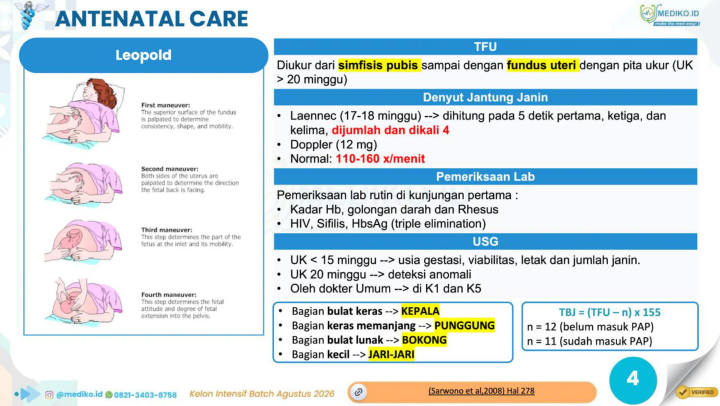 ANTENATAL CARE
MEDIKO.ID
make the med easy!
Leopold
First maneuver:
The superior surface of the fundus
is palpated to determine
consistency, shape, and mobility.
Second maneuver:
Both sides of the uterus are
palpated to determine the direction
the fetal back is facing.
Third maneuver:
This step determines the part of the
fetus at the inlet and its mobility.
Fourth maneuver:
This step determines the fetal
attitude and degree of fetal
extension into the pelvis.
TFU
Diukur dari simfisis pubis sampai dengan fundus uteri dengan pita ukur (UK
> 20 minggu)
Denyut Jantung Janin
• Laennec (17-18 minggu) --> dihitung pada 5 detik pertama, ketiga, dan
kelima, dijumlah dan dikali 4
• Doppler (12 mg)
• Normal: 110-160 x/menit
Pemeriksaan Lab
Pemeriksaan lab rutin di kunjungan pertama :
• Kadar Hb, golongan darah dan Rhesus
• HIV, Sifilis, HbsAg (triple elimination)
USG
• UK < 15 minggu --> usia gestasi, viabilitas, letak dan jumlah janin.
• UK 20 minggu --> deteksi anomali
• Oleh dokter Umum --> di K1 dan K5
• Bagian bulat keras --> KEPALA
• Bagian keras memanjang --> PUNGGUNG
• Bagian bulat lunak --> BOKONG
• Bagian kecil --> JARI-JARI
TBJ = (TFU – n) x 155
n = 12 (belum masuk PAP)
n = 11 (sudah masuk PAP)
@mediko.id 0821-3403-8758 Kelon Intensif Batch Agustus 2026
(Sarwono et al,2008) Hal 278
4
VERIFIED